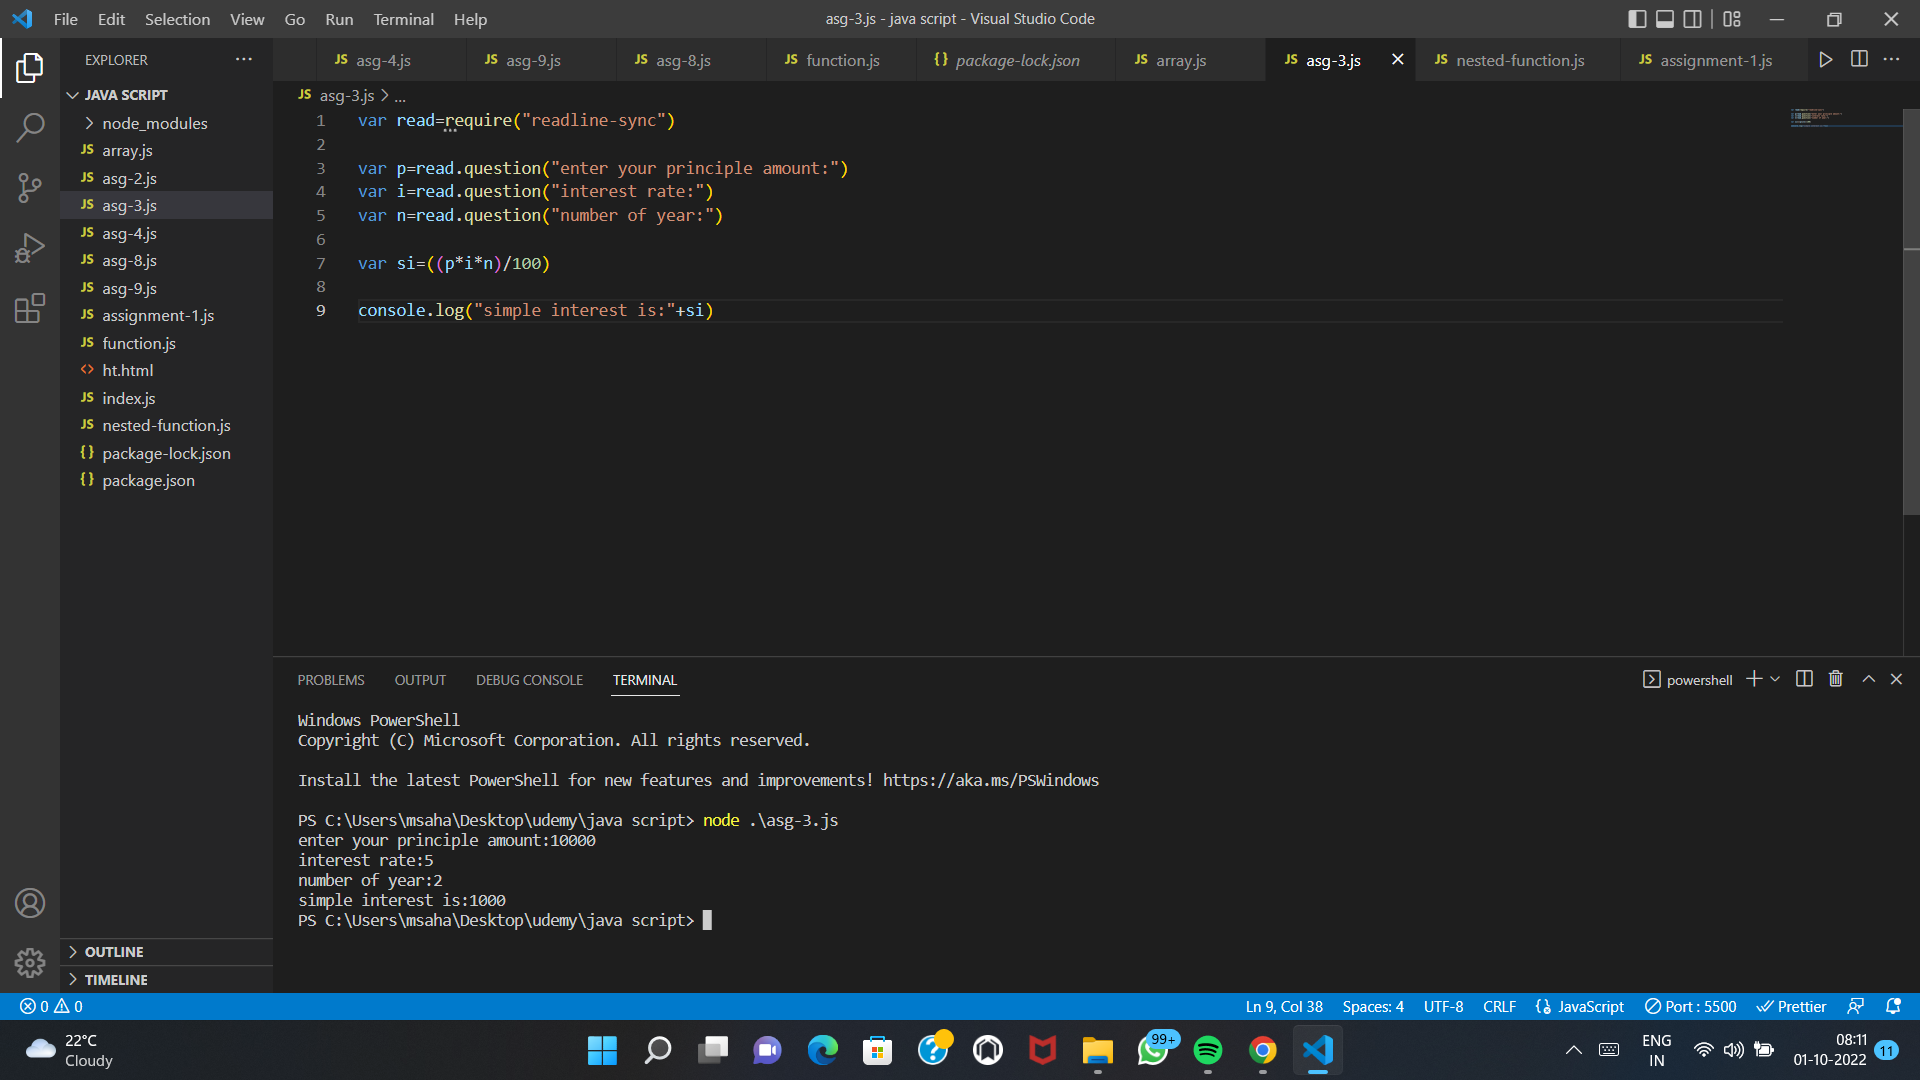 File Edit Selection View Go Run Terminal Help
asg-3.js - java script - Visual Studio Code
EXPLORER
JS asg-4.js JS asg-9.js JS asg-8.js JS function.js {} package-lock.json JS array.js JS asg-3.js JS nested-function.js JS assignment-1.js
JAVA SCRIPT
node_modules
JS array.js
JS asg-2.js
JS asg-3.js
JS asg-4.js
JS asg-8.js
JS asg-9.js
JS assignment-1.js
JS function.js
<> ht.html
JS index.js
JS nested-function.js
{} package-lock.json
{} package.json
OUTLINE
TIMELINE
JS asg-3.js > ...
1 var read=require("readline-sync")
2
3 var p=read.question("enter your principle amount:")
4 var i=read.question("interest rate:")
5 var n=read.question("number of year:")
6
7 var si=((p*i*n)/100)
8
9 console.log("simple interest is:"+si)
PROBLEMS OUTPUT DEBUG CONSOLE TERMINAL
powershell
Windows PowerShell
Copyright (C) Microsoft Corporation. All rights reserved.
Install the latest PowerShell for new features and improvements! https://aka.ms/PSWindows
PS C:\Users\msaha\Desktop\udemy\java script> node .\asg-3.js
enter your principle amount:10000
interest rate:5
number of year:2
simple interest is:1000
PS C:\Users\msaha\Desktop\udemy\java script>
0 0
Ln 9, Col 38 Spaces: 4 UTF-8 CRLF {} JavaScript Port : 5500 Prettier
22°C
Cloudy
99+
ENG
IN
08:11
01-10-2022
11